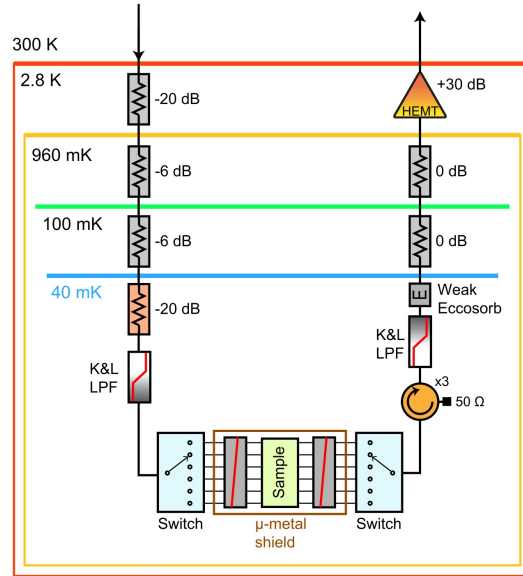 300 K
2.8 K
-20 dB
+30 dB
HEMT
960 mK
-6 dB
0 dB
100 mK
-6 dB
0 dB
40 mK
-20 dB
E
Weak
Eccosorb
K&L
LPF
K&L
LPF
x3
50 Ω
Sample
Switch
µ-metal
shield
Switch